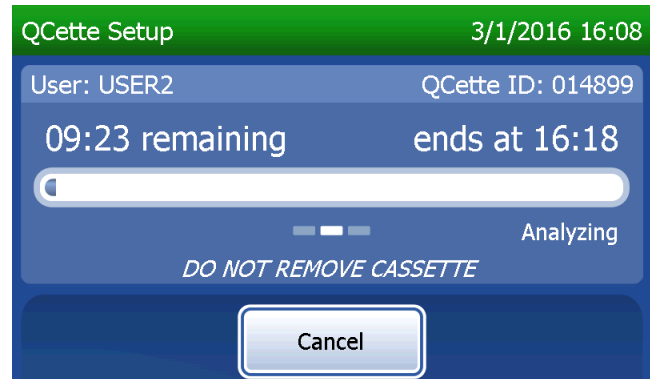 QCette Setup 3/1/2016 16:08
User: USER2 QCette ID: 014899
09:23 remaining ends at 16:18
Analyzing
DO NOT REMOVE CASSETTE
Cancel